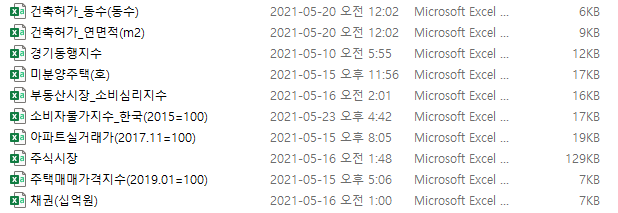 건축허가_동수(동수) 2021-05-20 오전 12:02 Microsoft Excel ... 6KB
건축허가_연면적(m2) 2021-05-20 오전 12:02 Microsoft Excel ... 9KB
경기동행지수 2021-05-10 오전 5:55 Microsoft Excel ... 12KB
미분양주택(호) 2021-05-15 오후 11:56 Microsoft Excel ... 17KB
부동산시장_소비심리지수 2021-05-16 오전 2:01 Microsoft Excel ... 16KB
소비자물가지수_한국(2015=100) 2021-05-23 오후 4:42 Microsoft Excel ... 17KB
아파트실거래가(2017.11=100) 2021-05-15 오후 8:05 Microsoft Excel ... 19KB
주식시장 2021-05-16 오전 1:48 Microsoft Excel ... 129KB
주택매매가격지수(2019.01=100) 2021-05-15 오후 5:06 Microsoft Excel ... 7KB
채권(십억원) 2021-05-16 오전 1:00 Microsoft Excel ... 7KB